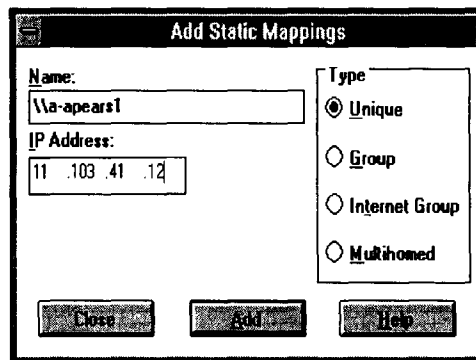 Add Static Mappings
Name:
\\a-apears1
IP Address:
11 .103 .41 .12
Type
Unique
Group
Internet Group
Multihomed
Close
Add
Help